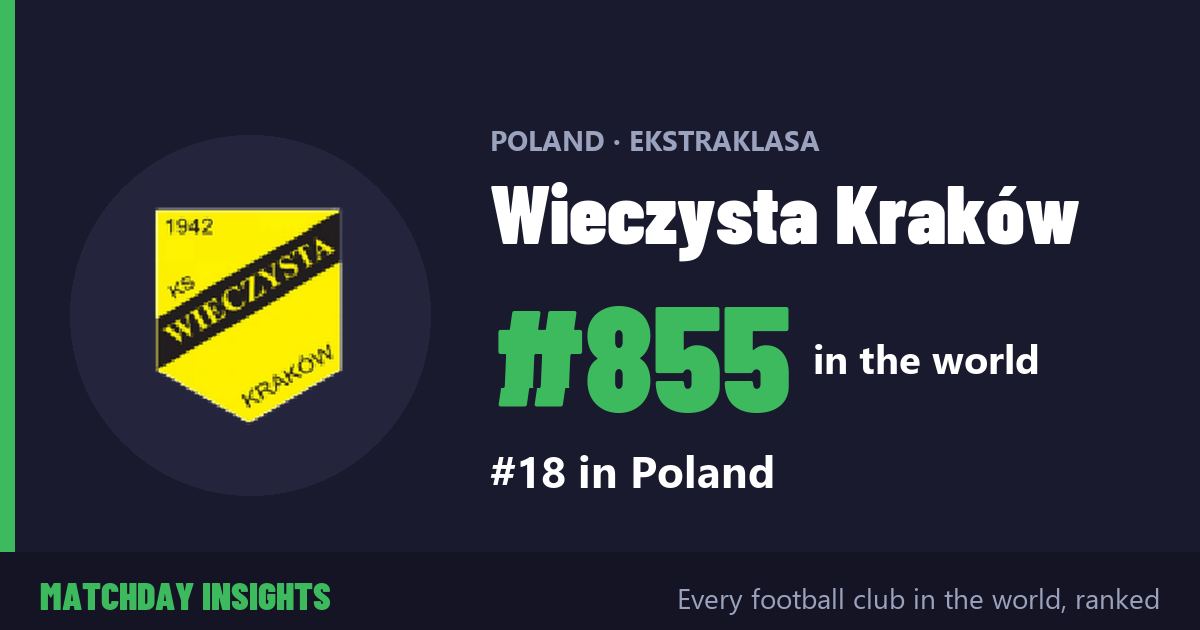 POLAND · EKSTRAKLASA
Wieczysta Kraków
#855 in the world
#18 in Poland
1942
KS
WIECZYSTA
KRAKÓW
MATCHDAY INSIGHTS
Every football club in the world, ranked